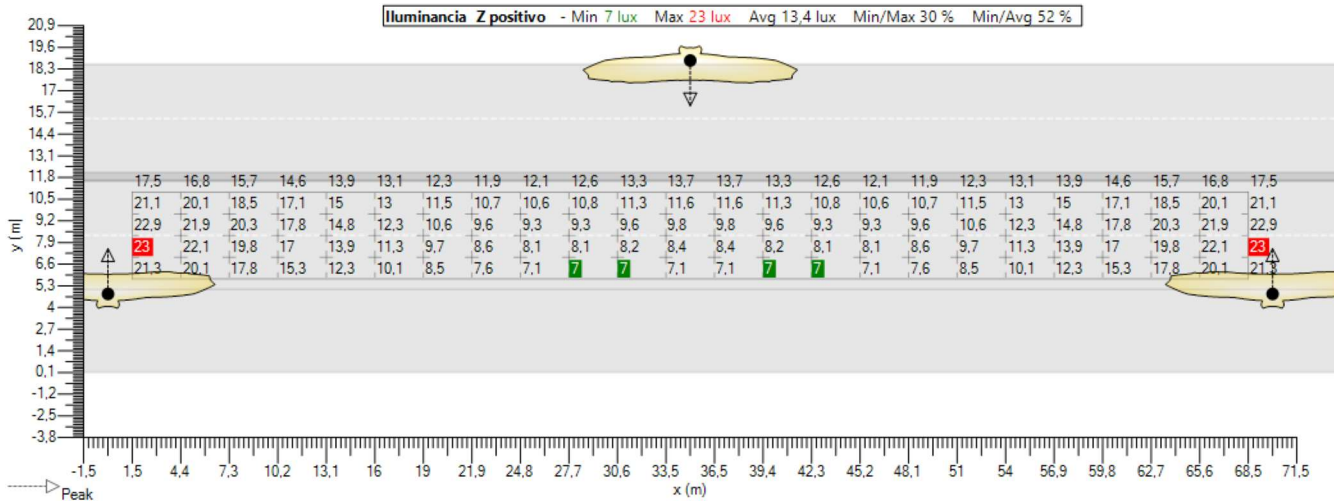 Iluminancia Z positivo - Min 7 lux Max 23 lux Avg 13,4 lux Min/Max 30 % Min/Avg 52 %
20,9
19,6
18,3
17
15,7
14,4
13,1
11,8
10,5
9,2
7,9
6,6
5,3
4
2,7
1,4
0,1
-1,2
-2,5
-3,8
y (m)
17,5 16,8 15,7 14,6 13,9 13,1 12,3 11,9 12,1 12,6 13,3 13,7 13,7 13,3 12,6 12,1 11,9 12,3 13,1 13,9 14,6 15,7 16,8 17,5
21,1 20,1 18,5 17,1 15 13 11,5 10,7 10,6 10,8 11,3 11,6 11,6 11,3 10,8 10,6 10,7 11,5 13 15 17,1 18,5 20,1 21,1
22,9 21,9 20,3 17,8 14,8 12,3 10,6 9,6 9,3 9,3 9,6 9,8 9,8 9,6 9,3 9,3 9,6 10,6 12,3 14,8 17,8 20,3 21,9 22,9
23 22,1 19,8 17 13,9 11,3 9,7 8,6 8,1 8,1 8,2 8,4 8,4 8,2 8,1 8,1 8,6 9,7 11,3 13,9 17 19,8 22,1 23
21,3 20,1 17,8 15,3 12,3 10,1 8,5 7,6 7,1 7 7 7,1 7,1 7 7 7,1 7,6 8,5 10,1 12,3 15,3 17,8 20,1 21,3
-1,5 1,5 4,4 7,3 10,2 13,1 16 19 21,9 24,8 27,7 30,6 33,5 36,5 39,4 42,3 45,2 48,1 51 54 56,9 59,8 62,7 65,6 68,5 71,5
x (m)
Peak